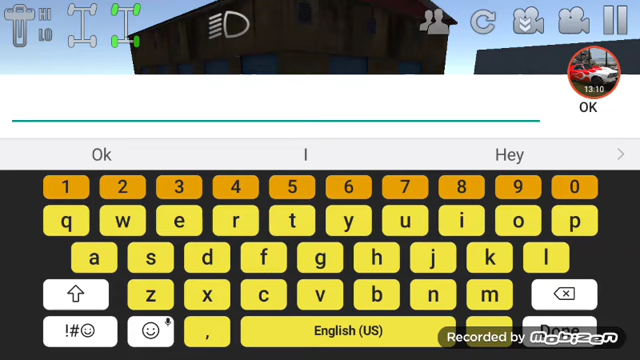 HI
LO
13:10
OK
Ok I Hey
1 2 3 4 5 6 7 8 9 0
q w e r t y u i o p
a s d f g h j k l
z x c v b n m
!#☺ , English (US) . Done
Recorded by mobizen